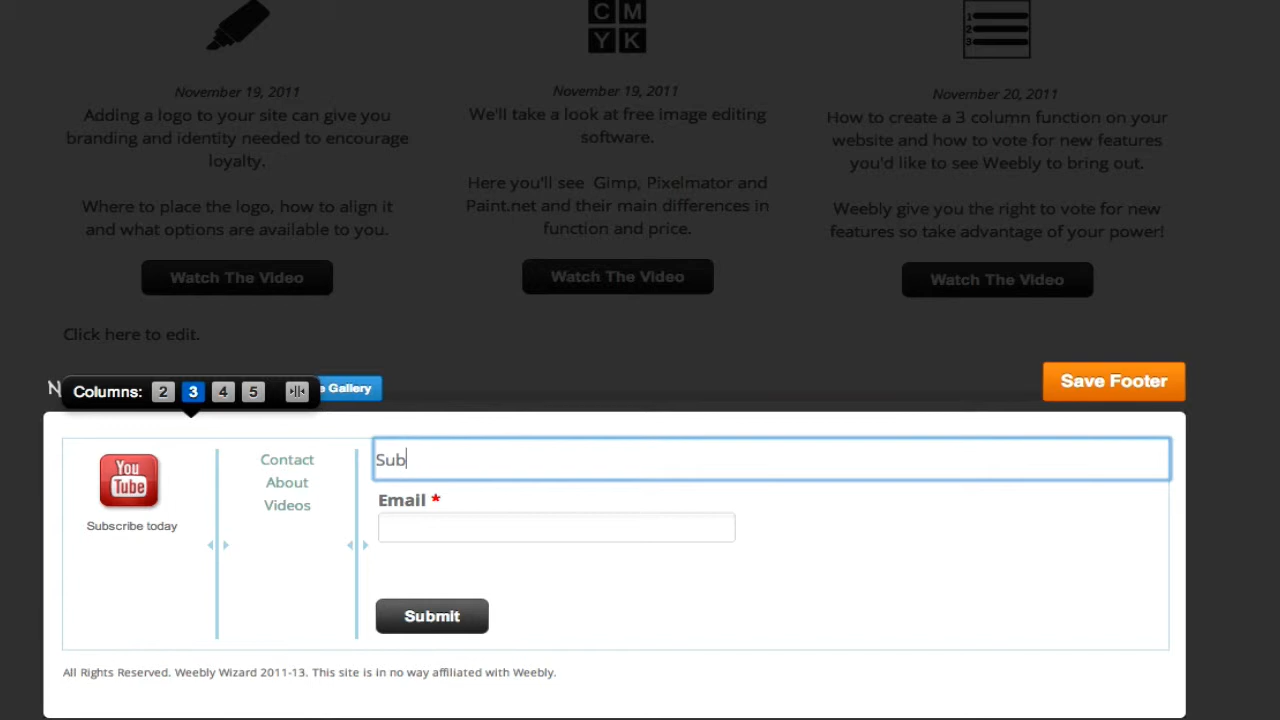 C M
Y K
1
2
3
November 19, 2011
Adding a logo to your site can give you
branding and identity needed to encourage
loyalty.
Where to place the logo, how to align it
and what options are available to you.
Watch The Video
November 19, 2011
We'll take a look at free image editing
software.
Here you'll see Gimp, Pixelmator and
Paint.net and their main differences in
function and price.
Watch The Video
November 20, 2011
How to create a 3 column function on your
website and how to vote for new features
you'd like to see Weebly to bring out.
Weebly give you the right to vote for new
features so take advantage of your power!
Watch The Video
Click here to edit.
N
Columns: 2 3 4 5
Gallery
Save Footer
You
Tube
Subscribe today
Contact
About
Videos
Sub
Email *
Submit
All Rights Reserved. Weebly Wizard 2011-13. This site is in no way affiliated with Weebly.